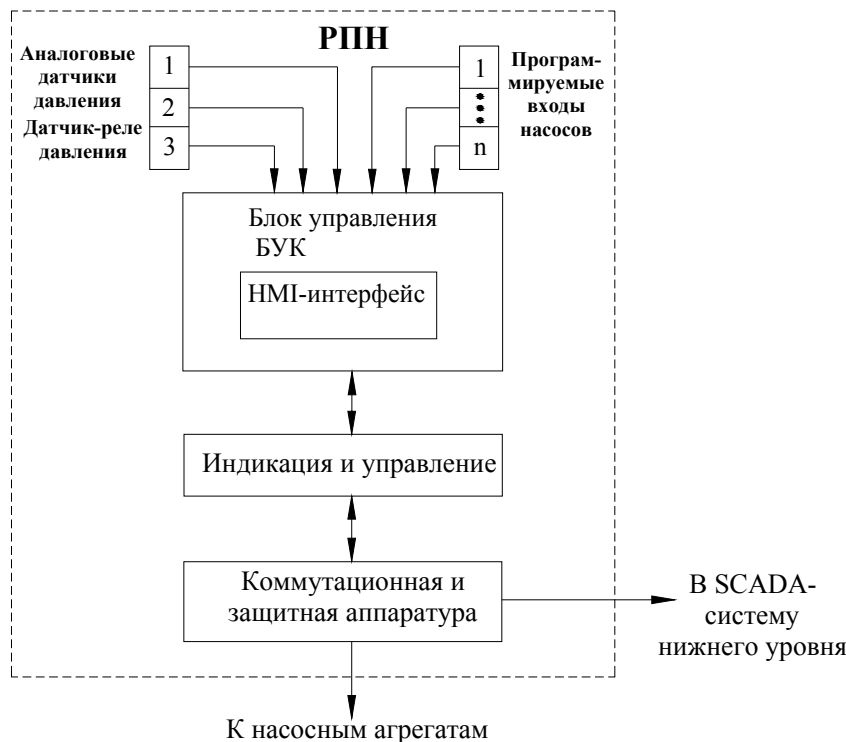 РПН
Аналоговые
датчики
давления
Датчик-реле
давления
1
2
3
1
n
Програм-
мируемые
входы
насосов
Блок управления
БУК
HMI-интерфейс
Индикация и управление
Коммутационная и
защитная аппаратура
В SCADA-
систему
нижнего уровня
К насосным агрегатам